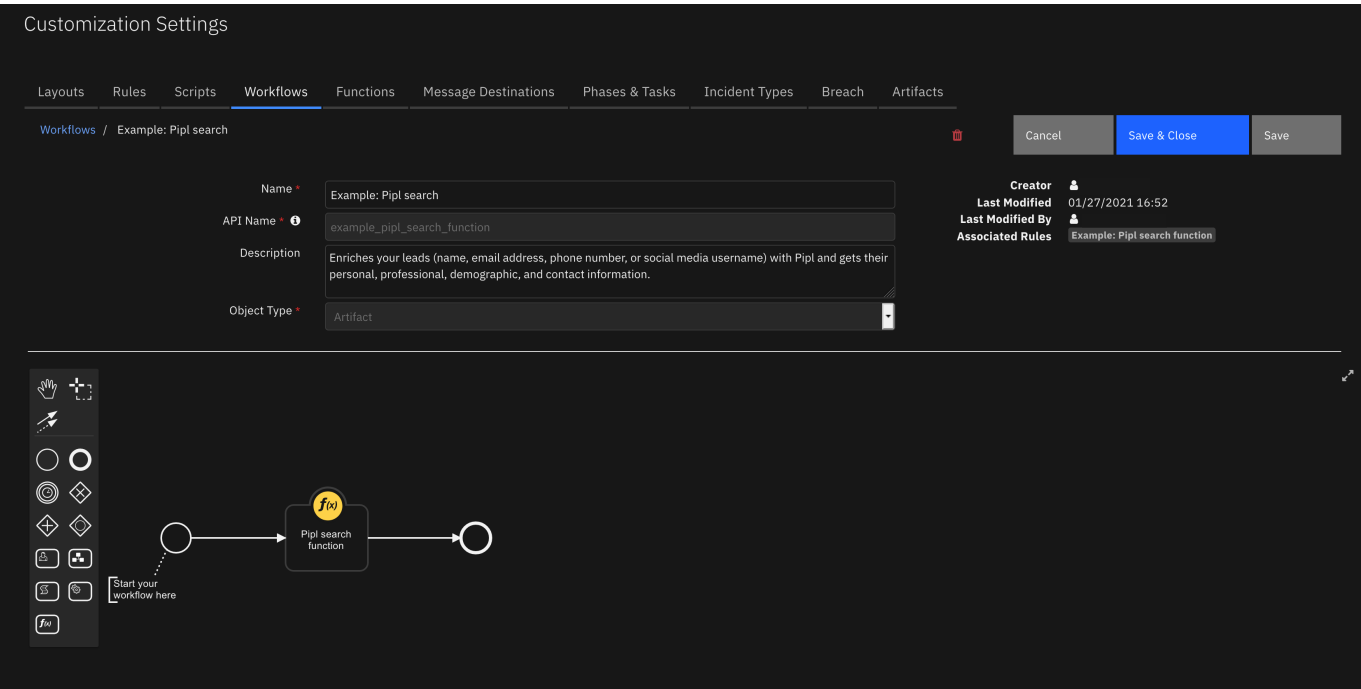 Customization Settings
Layouts Rules Scripts Workflows Functions Message Destinations Phases & Tasks Incident Types Breach Artifacts
Workflows / Example: Pipl search
Cancel Save & Close Save
Name *
Example: Pipl search
API Name *
example_pipl_search_function
Description
Enriches your leads (name, email address, phone number, or social media username) with Pipl and gets their
personal, professional, demographic, and contact information.
Object Type *
Artifact
Creator
Last Modified 01/27/2021 16:52
Last Modified By
Associated Rules Example: Pipl search function
f(x)
Pipl search
function
Start your
workflow here
f(x)